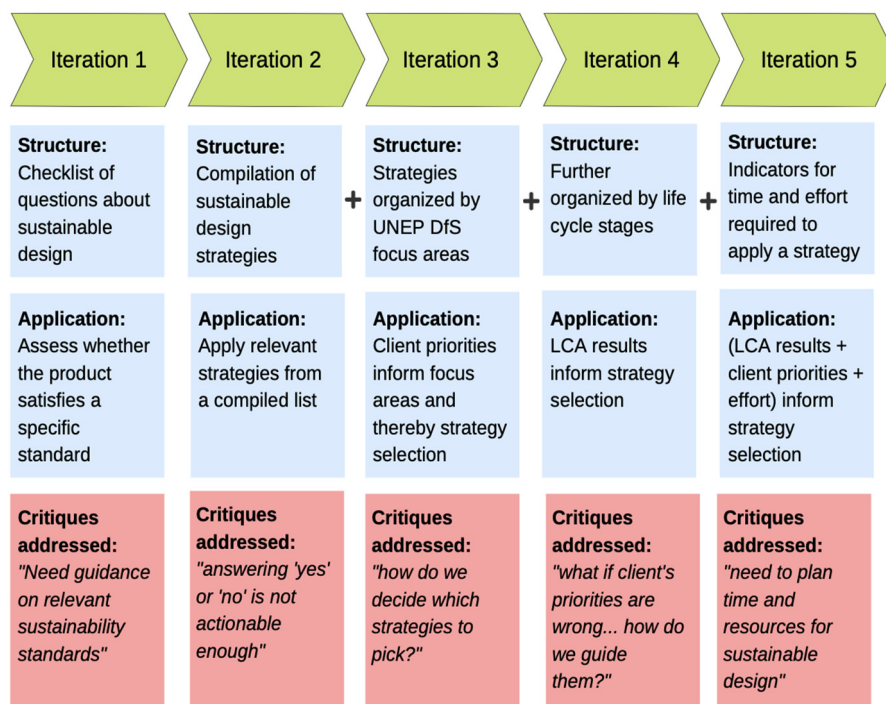 Iteration 1
Iteration 2
Iteration 3
Iteration 4
Iteration 5
Structure:
Checklist of
questions about
sustainable
design
Structure:
Compilation of
sustainable
design
strategies
+
Structure:
Strategies
organized by
UNEP DfS
focus areas
+
Structure:
Further
organized by life
cycle stages
+
Structure:
Indicators for
time and effort
required to
apply a strategy
Application:
Assess whether
the product
satisfies a
specific
standard
Application:
Apply relevant
strategies from
a compiled list
Application:
Client priorities
inform focus
areas and
thereby strategy
selection
Application:
LCA results
inform strategy
selection
Application:
(LCA results +
client priorities +
effort) inform
strategy
selection
Critiques
addressed:
"Need guidance
on relevant
sustainability
standards"
Critiques
addressed:
"answering 'yes'
or 'no' is not
actionable
enough"
Critiques
addressed:
"how do we
decide which
strategies to
pick?"
Critiques
addressed:
"what if client's
priorities are
wrong... how do
we guide
them?"
Critiques
addressed:
"need to plan
time and
resources for
sustainable
design"